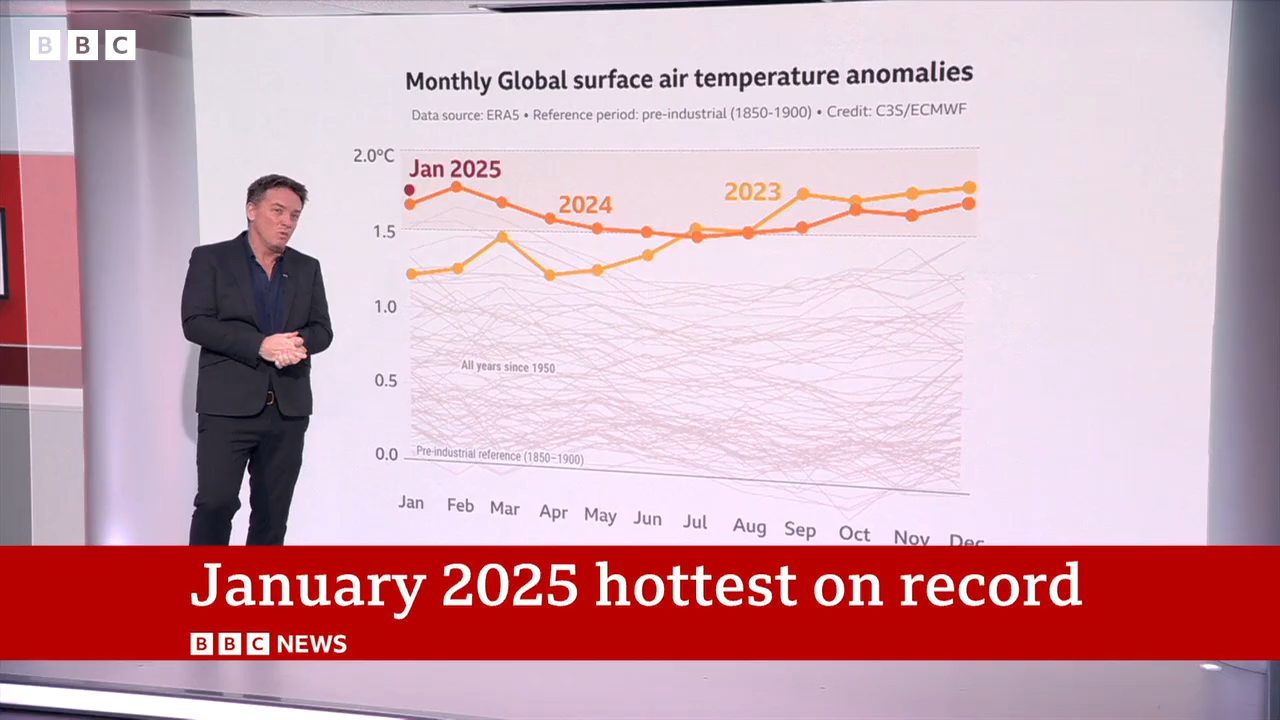 BBC
Monthly Global surface air temperature anomalies
Data source: ERA5 • Reference period: pre-industrial (1850-1900) • Credit: C3S/ECMWF
2.0°C
Jan 2025
2024
2023
1.5
1.0
All years since 1950
0.5
0.0
Pre-industrial reference (1850–1900)
Jan Feb Mar Apr May Jun Jul Aug Sep Oct Nov Dec
January 2025 hottest on record
BBC NEWS